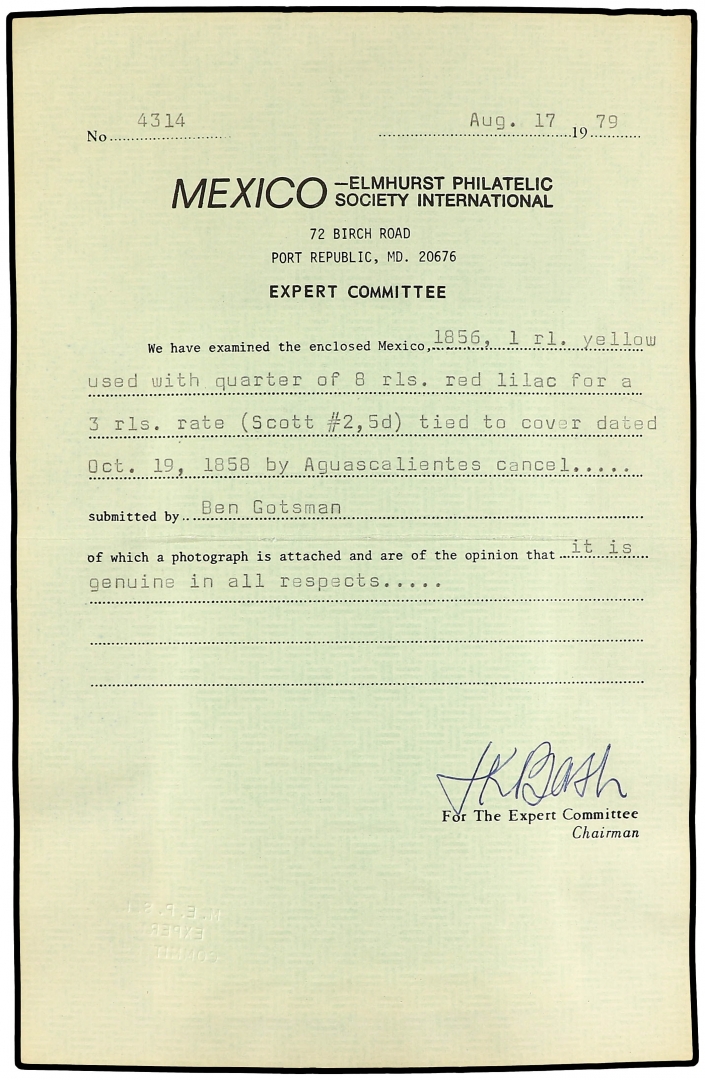 No 4314 Aug. 17 19 79
MEXICO —ELMHURST PHILATELIC
SOCIETY INTERNATIONAL
72 BIRCH ROAD
PORT REPUBLIC, MD. 20676
EXPERT COMMITTEE
We have examined the enclosed Mexico, 1856, 1 rl. yellow
used with quarter of 8 rls. red lilac for a
3 rls. rate (Scott #2,5d) tied to cover dated
Oct. 19, 1858 by Aguascalientes cancel.....
submitted by Ben Gotsman
of which a photograph is attached and are of the opinion that it is
genuine in all respects.....
JKBash
For The Expert Committee
Chairman
M.E.P.S.I
EXPERT
COMMIT